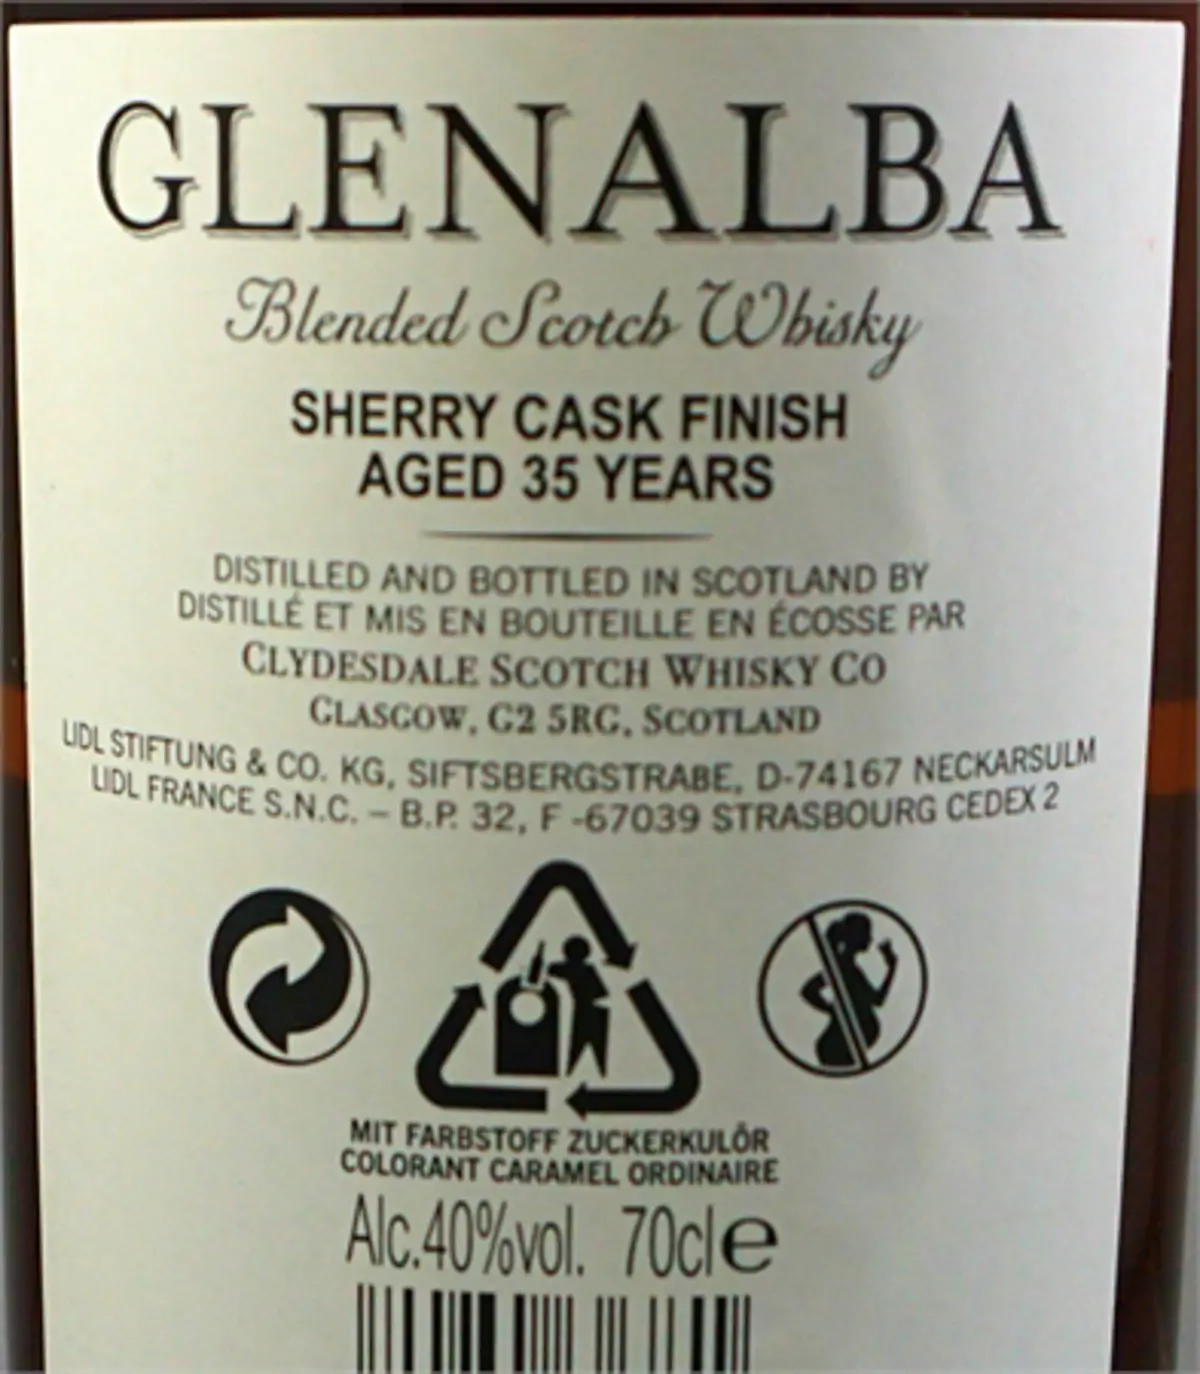 GLENALBA
Blended Scotch Whisky
SHERRY CASK FINISH
AGED 35 YEARS
DISTILLED AND BOTTLED IN SCOTLAND BY
DISTILLÉ ET MIS EN BOUTEILLE EN ÉCOSSE PAR
CLYDESDALE SCOTCH WHISKY CO
GLASGOW, G2 5RG, SCOTLAND
LIDL STIFTUNG & CO. KG, SIFTSBERGSTRABE, D-74167 NECKARSULM
LIDL FRANCE S.N.C. – B.P. 32, F -67039 STRASBOURG CEDEX 2
MIT FARBSTOFF ZUCKERKULÖR
COLORANT CARAMEL ORDINAIRE
Alc.40%vol. 70cl e